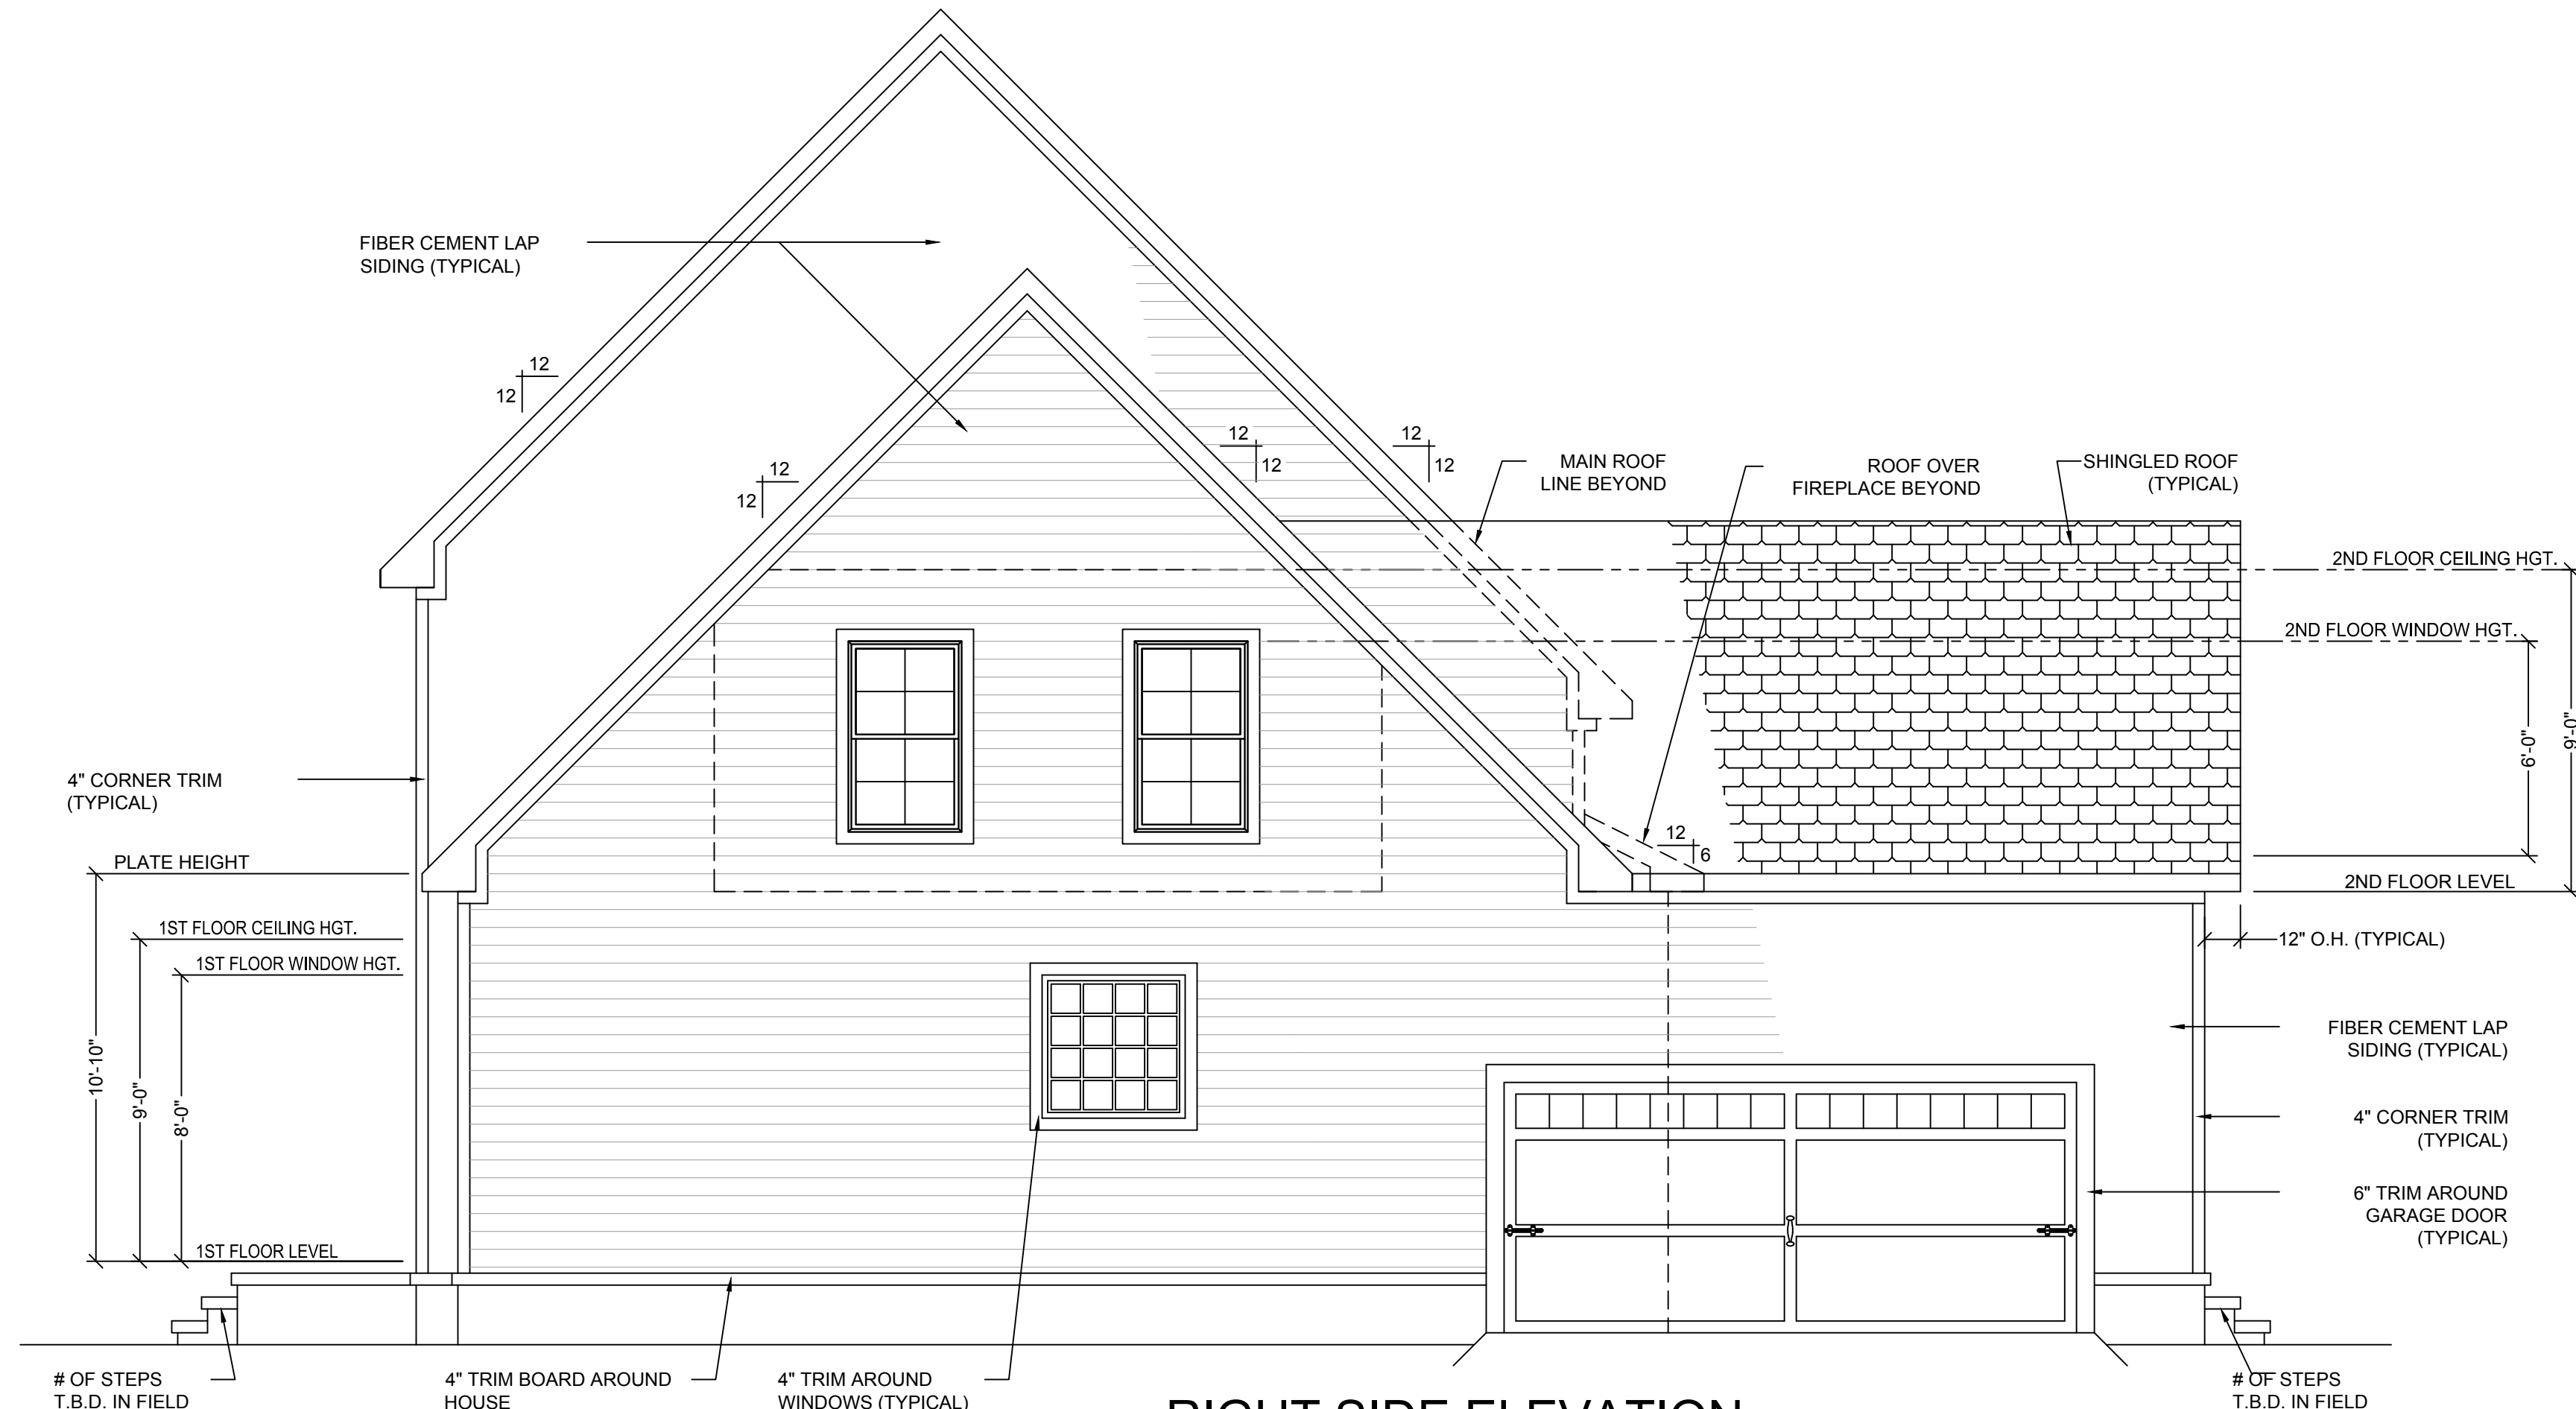 FIBER CEMENT LAP
SIDING (TYPICAL)
12
12
12
12
12
12
12
12
MAIN ROOF
LINE BEYOND
ROOF OVER
FIREPLACE BEYOND
SHINGLED ROOF
(TYPICAL)
2ND FLOOR CEILING HGT.
2ND FLOOR WINDOW HGT.
9'-0"
6'-0"
4" CORNER TRIM
(TYPICAL)
12
6
PLATE HEIGHT
2ND FLOOR LEVEL
1ST FLOOR CEILING HGT.
12" O.H. (TYPICAL)
1ST FLOOR WINDOW HGT.
10'-10"
9'-0"
8'-0"
FIBER CEMENT LAP
SIDING (TYPICAL)
4" CORNER TRIM
(TYPICAL)
6" TRIM AROUND
GARAGE DOOR
(TYPICAL)
1ST FLOOR LEVEL
# OF STEPS
T.B.D. IN FIELD
4" TRIM BOARD AROUND
HOUSE
4" TRIM AROUND
WINDOWS (TYPICAL)
RIGHT SIDE ELEVATION
# OF STEPS
T.B.D. IN FIELD